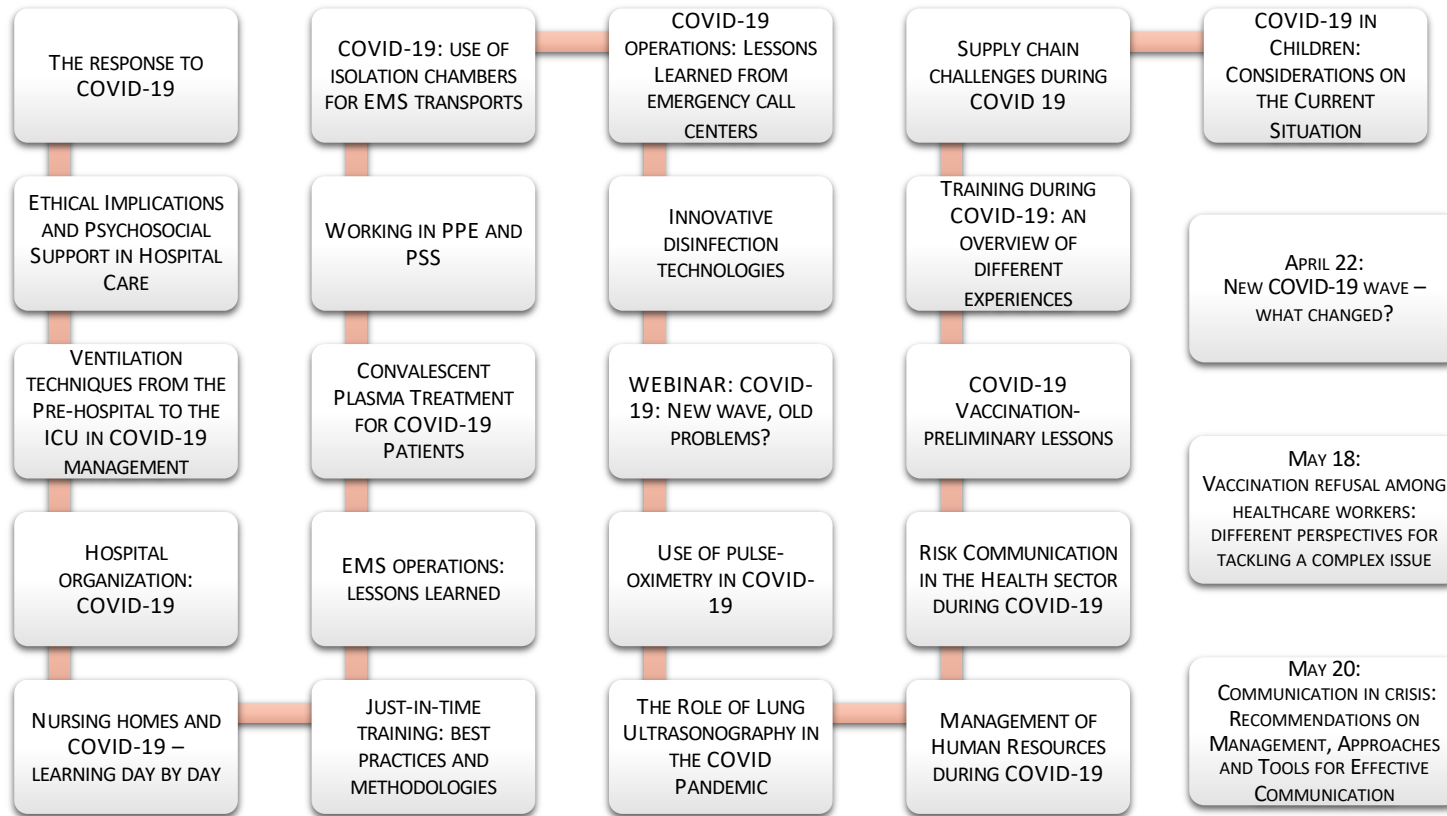 THE RESPONSE TO
COVID-19
ETHICAL IMPLICATIONS
AND PSYCHOSOCIAL
SUPPORT IN HOSPITAL
CARE
VENTILATION
TECHNIQUES FROM THE
PRE-HOSPITAL TO THE
ICU IN COVID-19
MANAGEMENT
HOSPITAL
ORGANIZATION:
COVID-19
NURSING HOMES AND
COVID-19 –
LEARNING DAY BY DAY
JUST-IN-TIME
TRAINING: BEST
PRACTICES AND
METHODOLOGIES
EMS OPERATIONS:
LESSONS LEARNED
CONVALESCENT
PLASMA TREATMENT
FOR COVID-19
PATIENTS
WORKING IN PPE AND
PSS
COVID-19: USE OF
ISOLATION CHAMBERS
FOR EMS TRANSPORTS
COVID-19
OPERATIONS: LESSONS
LEARNED FROM
EMERGENCY CALL
CENTERS
INNOVATIVE
DISINFECTION
TECHNOLOGIES
WEBINAR: COVID-
19: NEW WAVE, OLD
PROBLEMS?
USE OF PULSE-
OXIMETRY IN COVID-
19
THE ROLE OF LUNG
ULTRASONOGRAPHY IN
THE COVID
PANDEMIC
MANAGEMENT OF
HUMAN RESOURCES
DURING COVID-19
RISK COMMUNICATION
IN THE HEALTH SECTOR
DURING COVID-19
COVID-19
VACCINATION-
PRELIMINARY LESSONS
TRAINING DURING
COVID-19: AN
OVERVIEW OF
DIFFERENT
EXPERIENCES
SUPPLY CHAIN
CHALLENGES DURING
COVID 19
COVID-19 IN
CHILDREN:
CONSIDERATIONS ON
THE CURRENT
SITUATION
APRIL 22:
NEW COVID-19 WAVE –
WHAT CHANGED?
MAY 18:
VACCINATION REFUSAL AMONG
HEALTHCARE WORKERS:
DIFFERENT PERSPECTIVES FOR
TACKLING A COMPLEX ISSUE
MAY 20:
COMMUNICATION IN CRISIS:
RECOMMENDATIONS ON
MANAGEMENT, APPROACHES
AND TOOLS FOR EFFECTIVE
COMMUNICATION